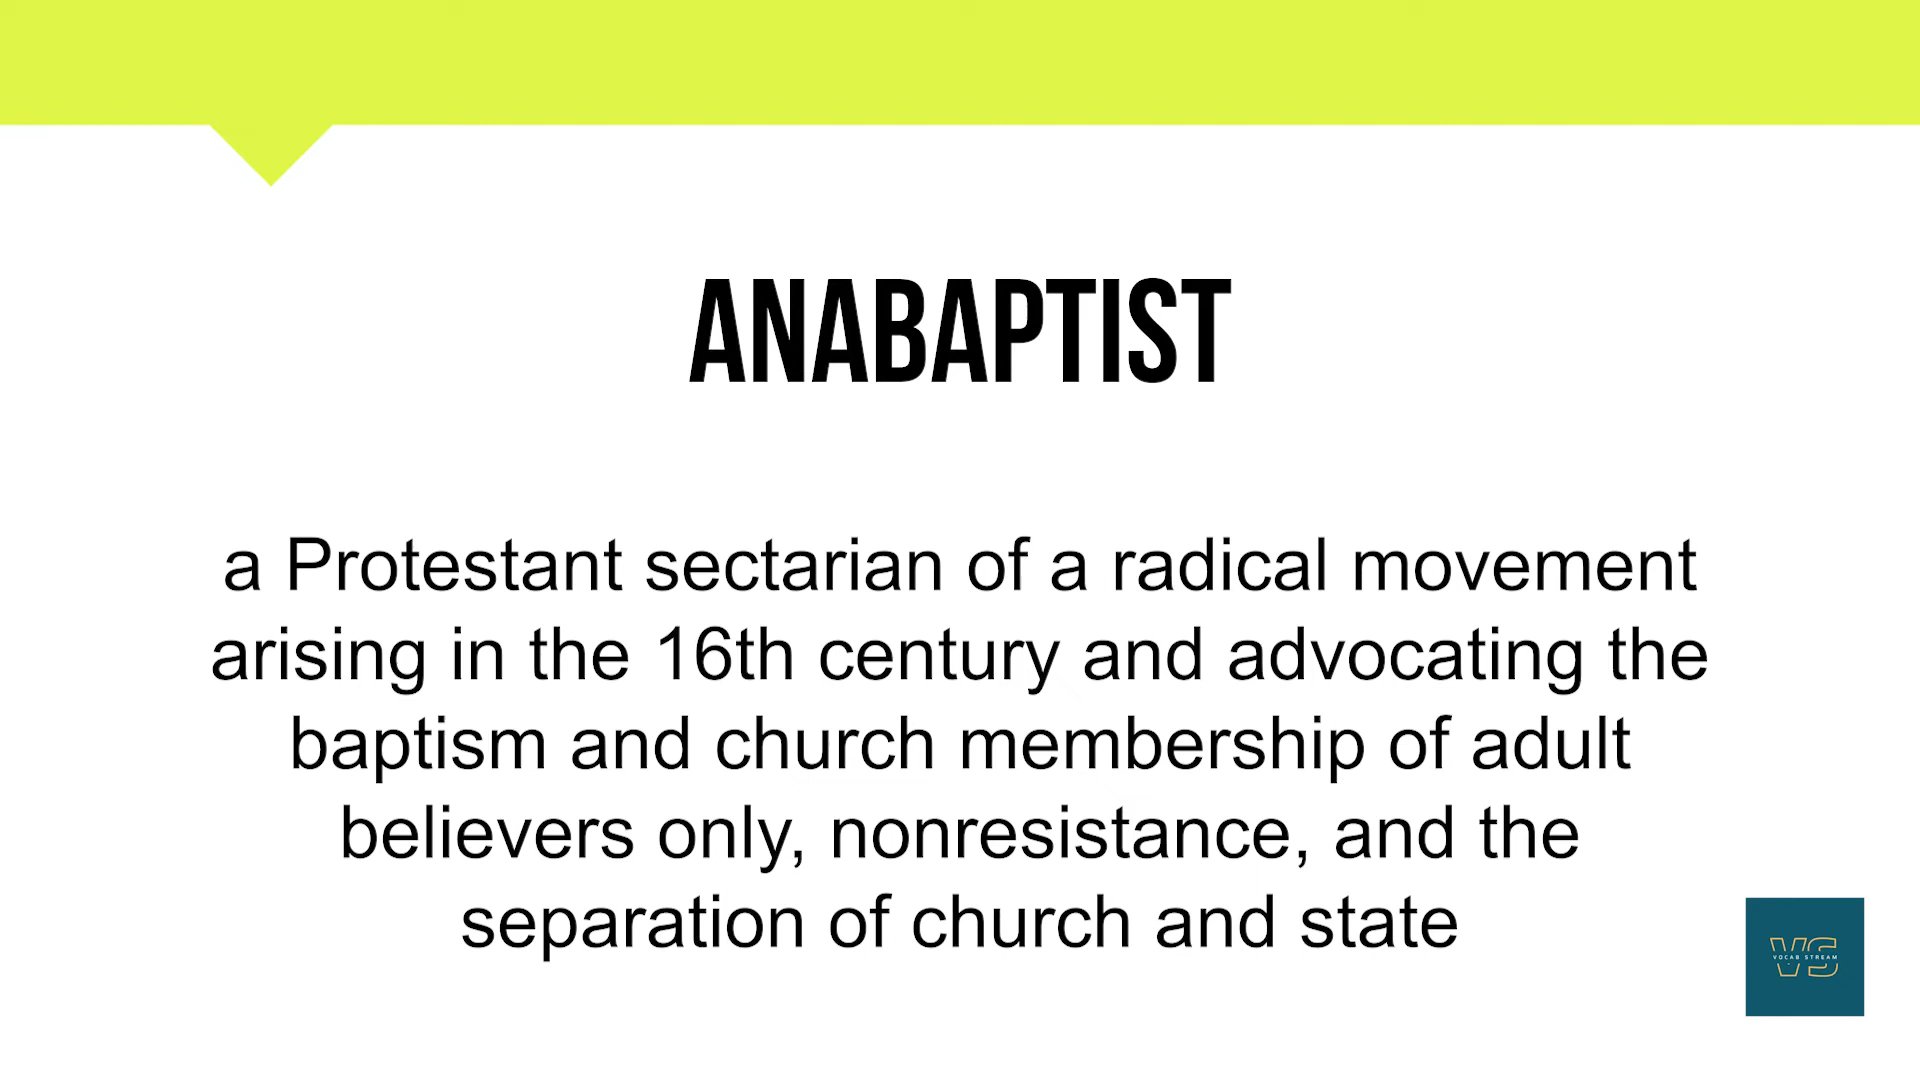 ANABAPTIST
a Protestant sectarian of a radical movement
arising in the 16th century and advocating the
baptism and church membership of adult
believers only, nonresistance, and the
separation of church and state
VS
VOCAB STREAM